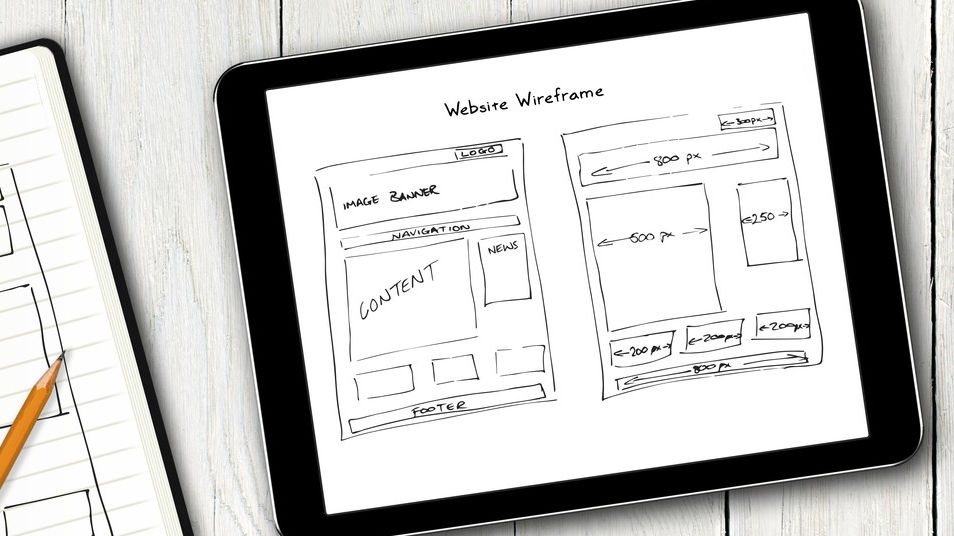 Website Wireframe
LOGO
IMAGE BANNER
NAVIGATION
CONTENT
NEWS
FOOTER
300px
800 px
500 px
250
200 px
200px
200px
800 px